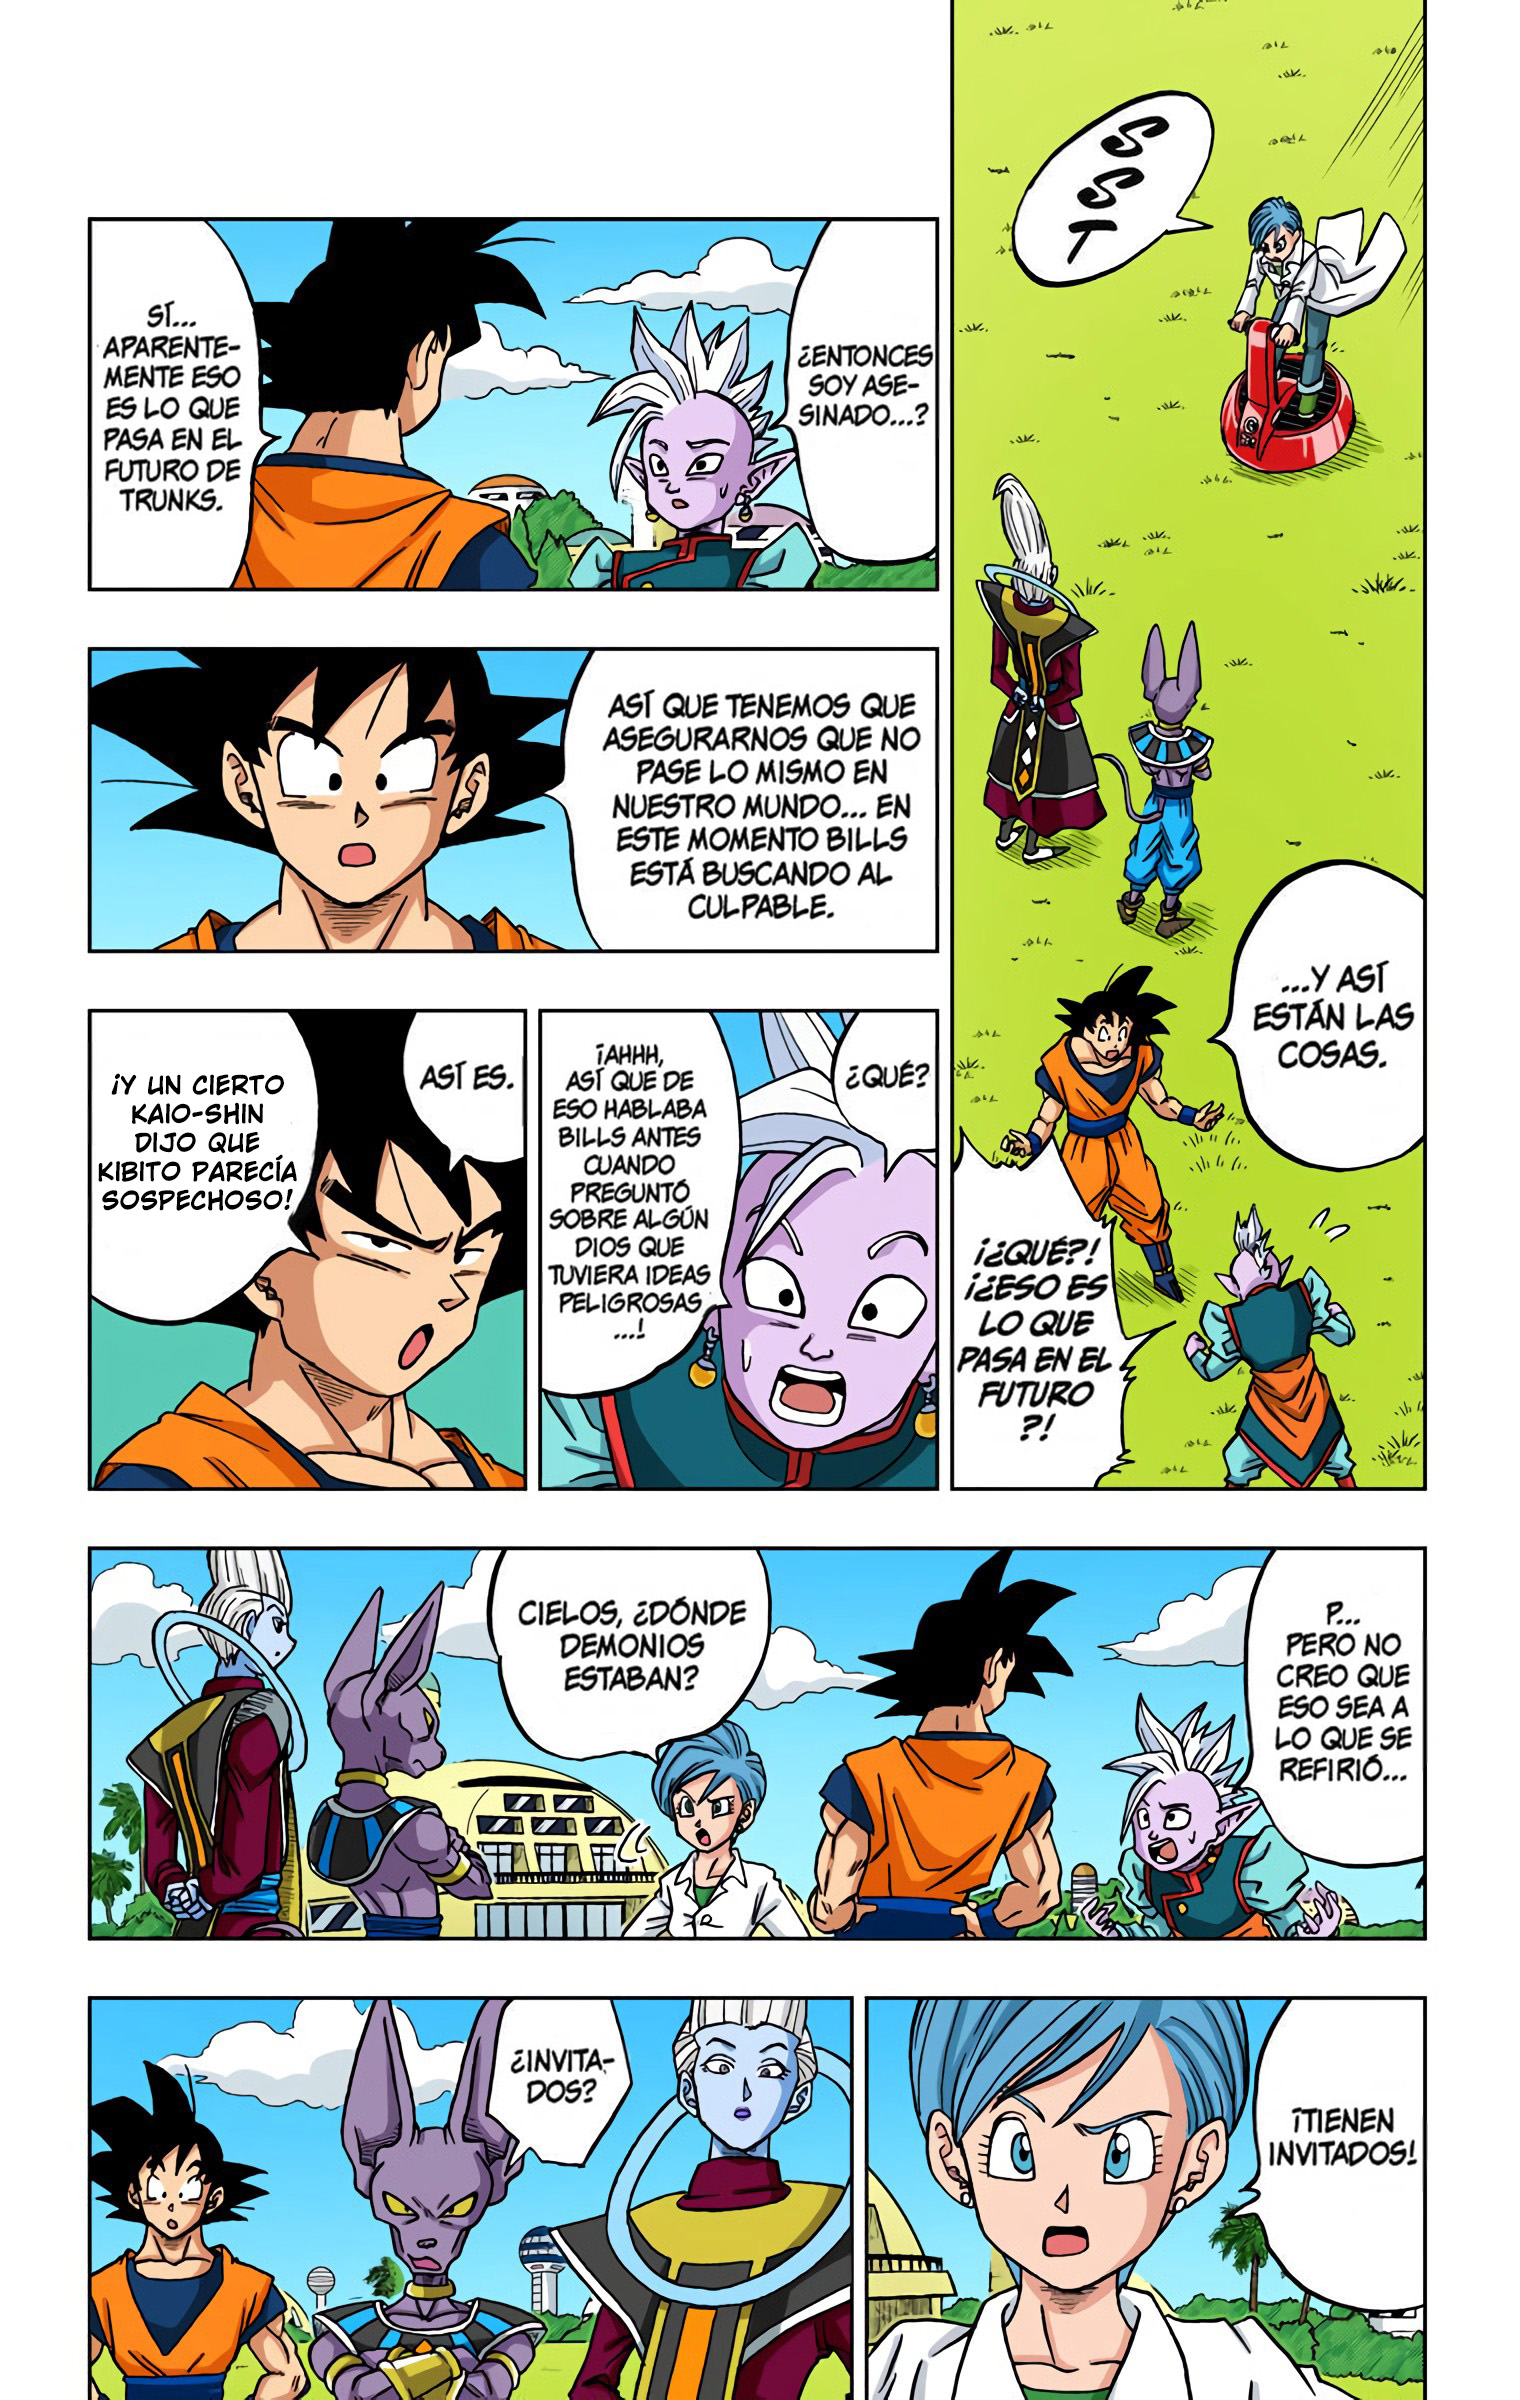 SST
...Y ASÍ
ESTÁN LAS
COSAS.
¡¿QUÉ?!
¡¿ESO ES
LO QUE
PASA EN EL
FUTURO
?!
¿ENTONCES
SOY ASE-
SINADO...?
SÍ...
APARENTE-
MENTE ESO
ES LO QUE
PASA EN EL
FUTURO DE
TRUNKS.
ASÍ QUE TENEMOS QUE
ASEGURARNOS QUE NO
PASE LO MISMO EN
NUESTRO MUNDO... EN
ESTE MOMENTO BILLS
ESTÁ BUSCANDO AL
CULPABLE.
¿QUÉ?
¡AHHH,
ASÍ QUE DE
ESO HABLABA
BILLS ANTES
CUANDO
PREGUNTÓ
SOBRE ALGÚN
DIOS QUE
TUVIERA IDEAS
PELIGROSAS
...!
ASÍ ES.
¡Y UN CIERTO
KAIO-SHIN
DIJO QUE
KIBITO PARECÍA
SOSPECHOSO!
P...
PERO NO
CREO QUE
ESO SEA A
LO QUE SE
REFIRIÓ...
CIELOS, ¿DÓNDE
DEMONIOS
ESTABAN?
¡TIENEN
INVITADOS!
¿INVITA-
DOS?